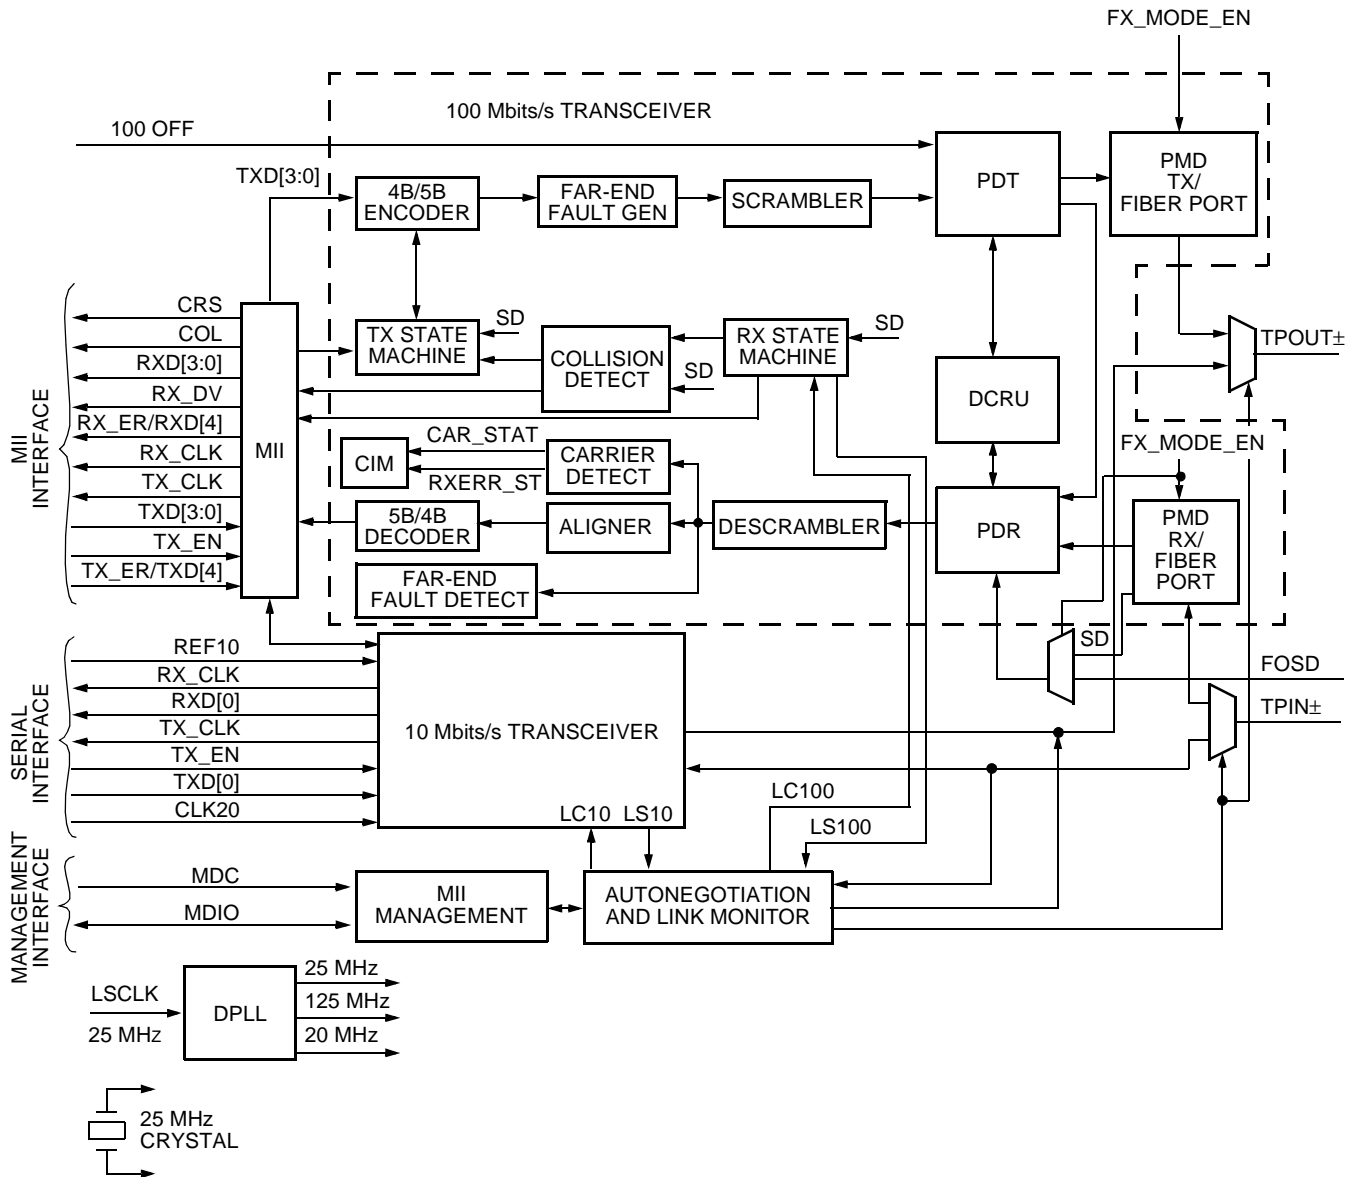 FX_MODE_EN
100 Mbits/s TRANSCEIVER
100 OFF
TXD[3:0]
4B/5B
ENCODER
FAR-END
FAULT GEN
SCRAMBLER
PDT
PMD
TX/
FIBER PORT
MII
INTERFACE
CRS
COL
RXD[3:0]
RX_DV
RX_ER/RXD[4]
RX_CLK
TX_CLK
TXD[3:0]
TX_EN
TX_ER/TXD[4]
MII
TX STATE
MACHINE
SD
COLLISION
DETECT
SD
RX STATE
MACHINE
SD
DCRU
TPOUT±
CIM
CAR_STAT
RXERR_ST
CARRIER
DETECT
FX_MODE_EN
5B/4B
DECODER
ALIGNER
DESCRAMBLER
PDR
PMD
RX/
FIBER
PORT
FAR-END
FAULT DETECT
SD
FOSD
TPIN±
SERIAL
INTERFACE
REF10
RX_CLK
RXD[0]
TX_CLK
TX_EN
TXD[0]
CLK20
10 Mbits/s TRANSCEIVER
LC10 LS10
LC100
LS100
MANAGEMENT
INTERFACE
MDC
MDIO
MII
MANAGEMENT
AUTONEGOTIATION
AND LINK MONITOR
LSCLK
25 MHz
DPLL
25 MHz
125 MHz
20 MHz
25 MHz
CRYSTAL